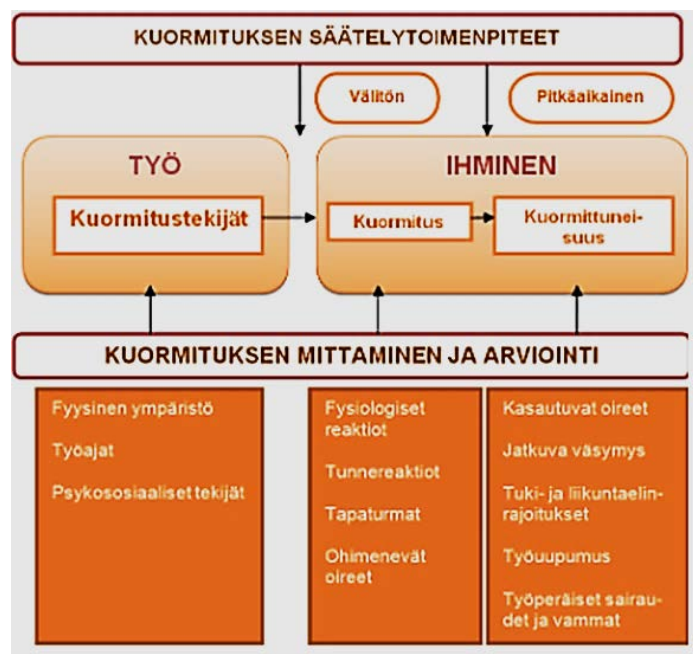 KUORMITUKSEN SÄÄTELYTOIMENPITEET
Välitön
Pitkäaikainen
TYÖ
IHMINEN
Kuormitustekijät
Kuormitus
Kuormittunei-
suus
KUORMITUKSEN MITTAMINEN JA ARVIOINTI
Fyysinen ympäristö
Työajat
Psykososiaaliset tekijät
Fysiologiset
reaktiot
Tunnereaktiot
Tapaturmat
Ohimenevät
oireet
Kasautuvat oireet
Jatkuva väsymys
Tuki- ja liikuntaelin-
rajoitukset
Työuupumus
Työperäiset sairau-
det ja vammat